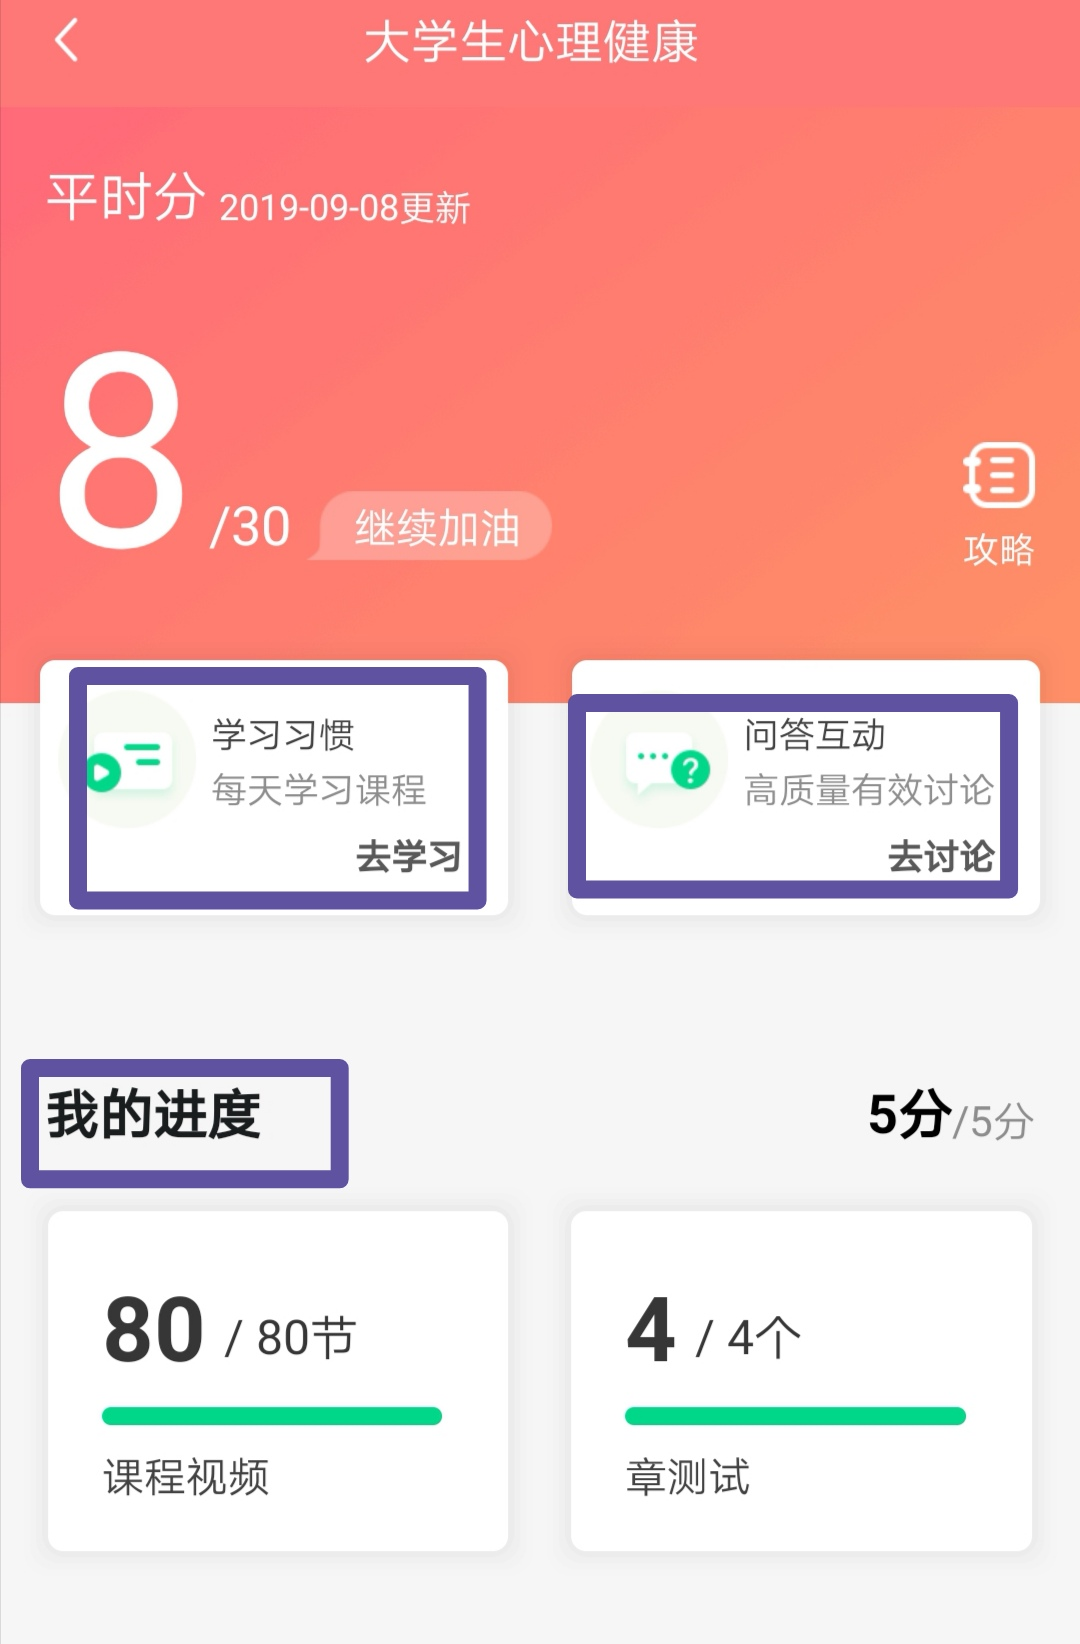 大学生心理健康
平时分 2019-09-08更新
8 /30 继续加油
攻略
学习习惯
每天学习课程
去学习
问答互动
高质量有效讨论
去讨论
我的进度
5分/5分
80 / 80节
课程视频
4 / 4个
章测试